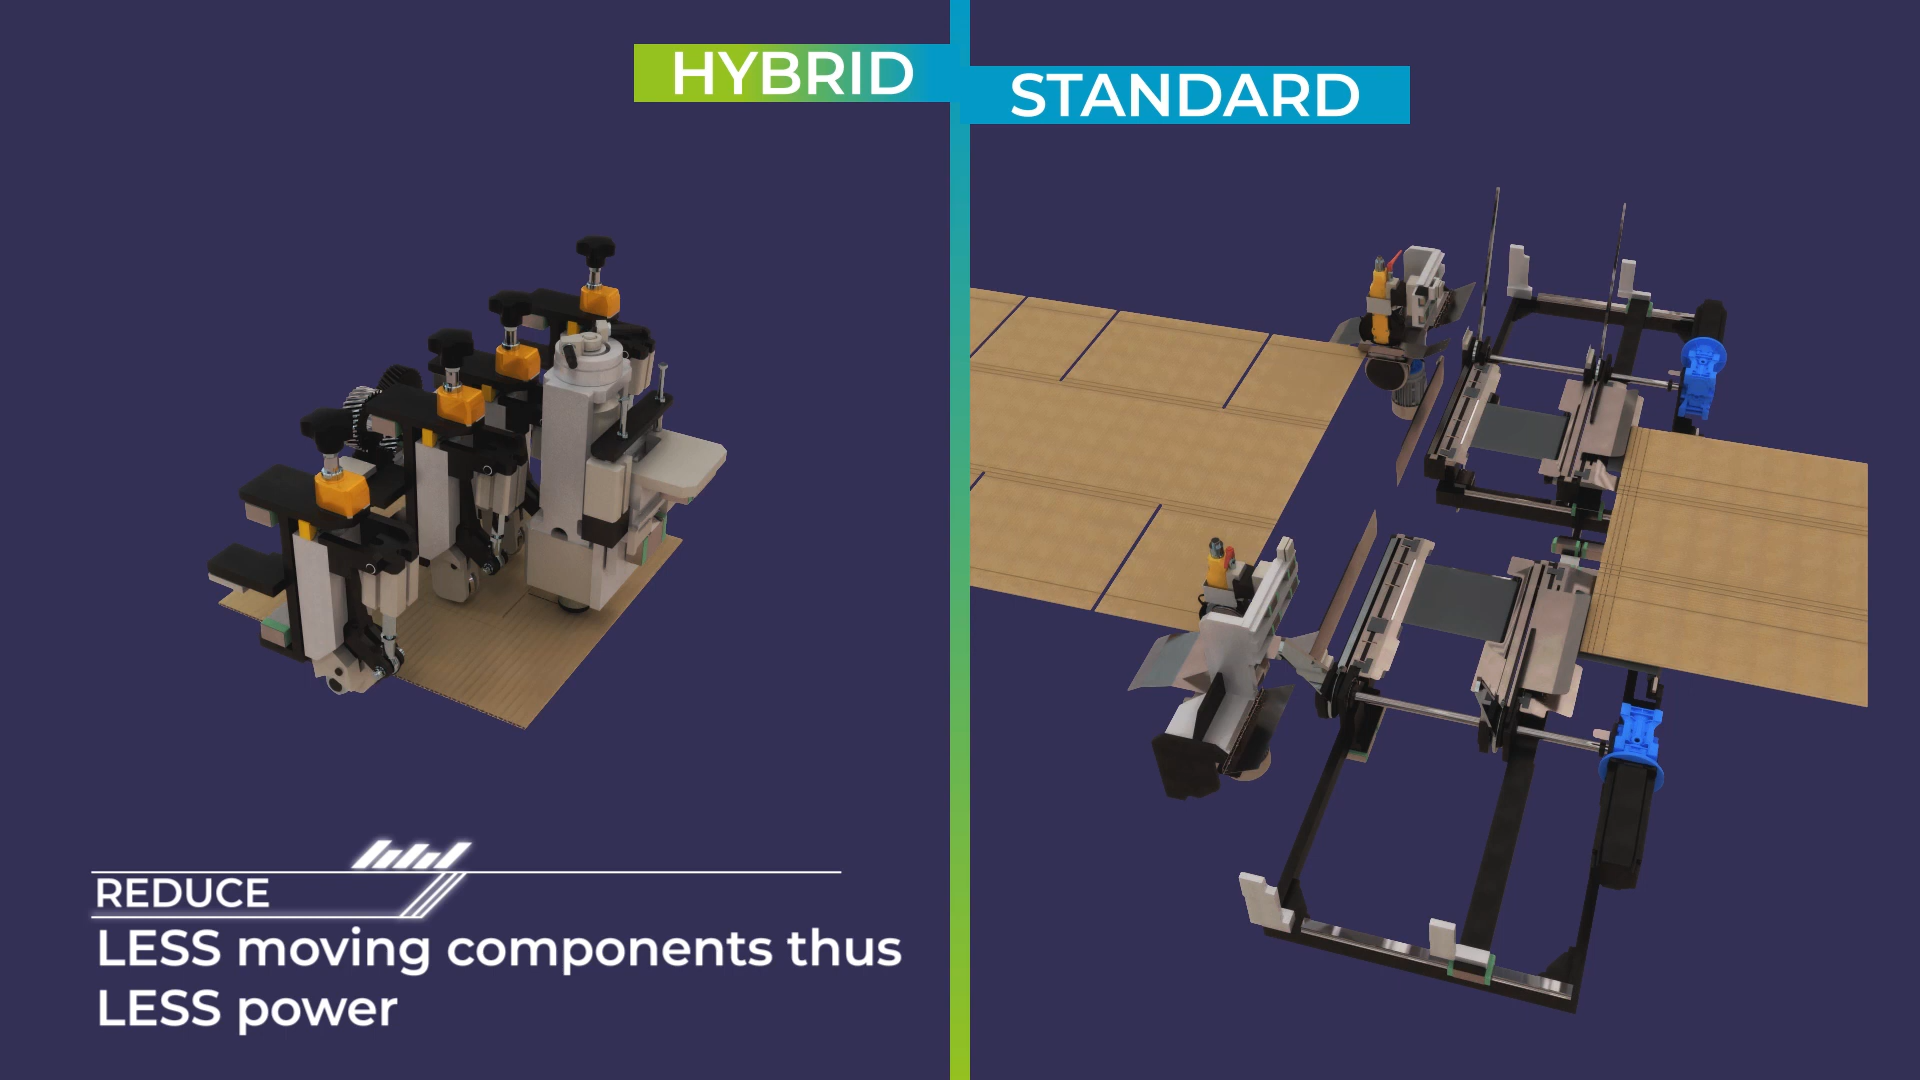 HYBRID
STANDARD
REDUCE
LESS moving components thus
LESS power